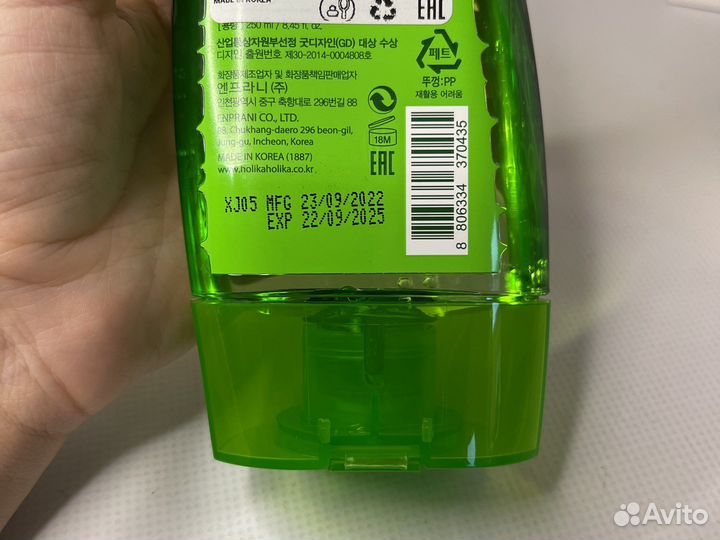 MADE IN KOREA
EAC
250 ml / 8.45 fl. oz.
산업통상자원부선정 굿디자인(GD) 대상 수상
디자인 출원번호 제30-2014-0004808호
화장품제조업자 및 화장품책임판매업자
엔프라니 (주)
인천광역시 중구 축항대로 296번길 88
ENPRANI CO., LTD.
88, Chukhang-daero 296 beon-gil,
Jung-gu, Incheon, Korea
MADE IN KOREA (1887)
www.holikaholika.co.kr
18M
EAC
페트
뚜껑:PP
재활용 어려움
8 806334 370435
XJ05 MFG 23/09/2022
EXP 22/09/2025
Avito